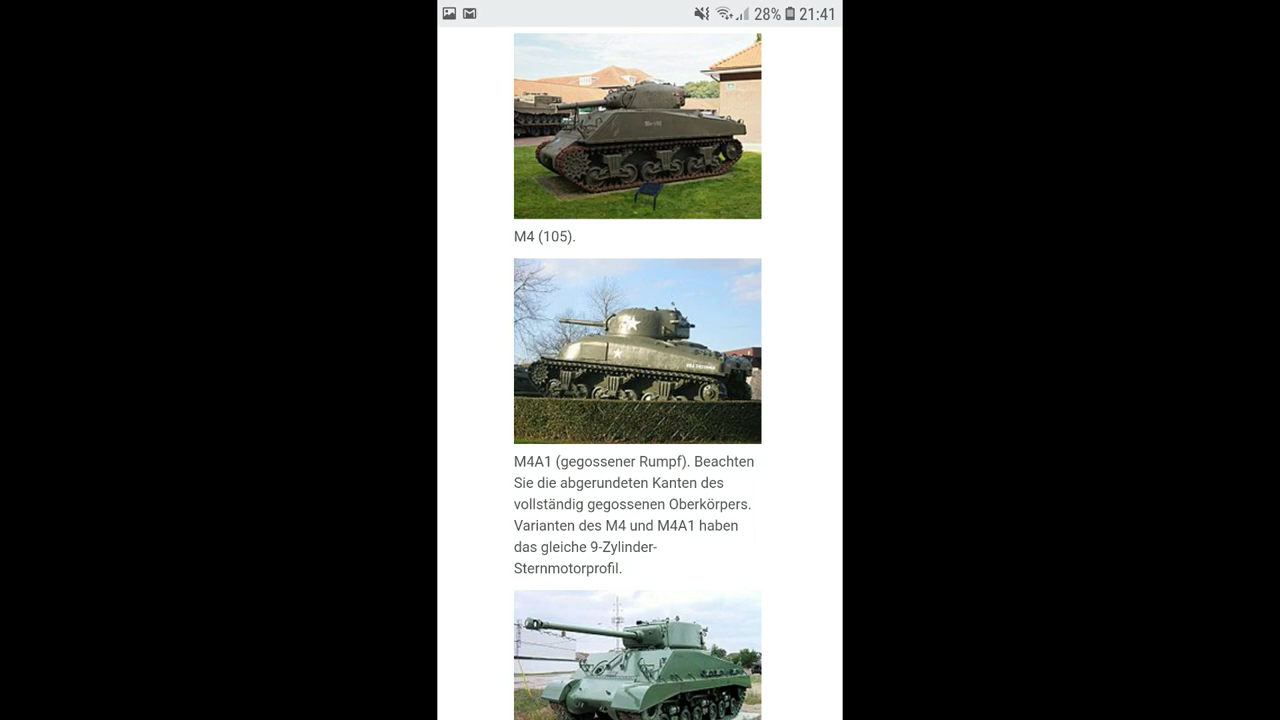 28% 21:41
M4 (105).
M4A1 (gegossener Rumpf). Beachten
Sie die abgerundeten Kanten des
vollständig gegossenen Oberkörpers.
Varianten des M4 und M4A1 haben
das gleiche 9-Zylinder-
Sternmotorprofil.